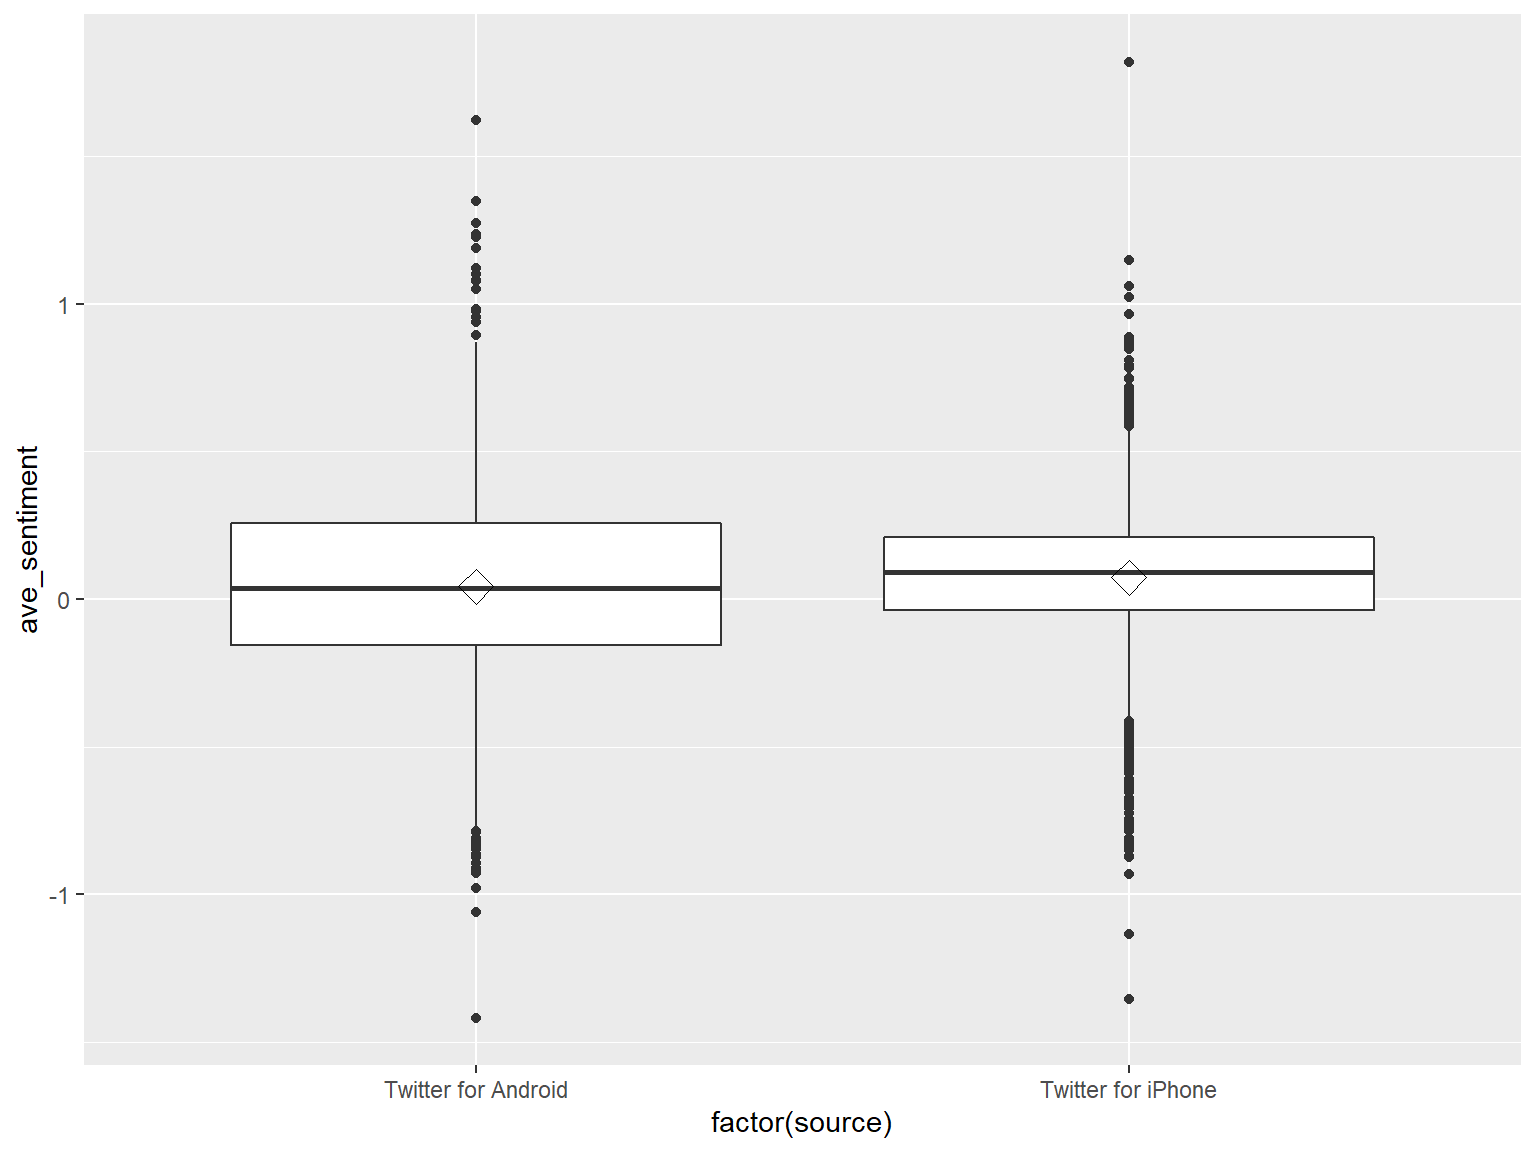 ave_sentiment
1
0
-1
Twitter for Android
Twitter for iPhone
factor(source)